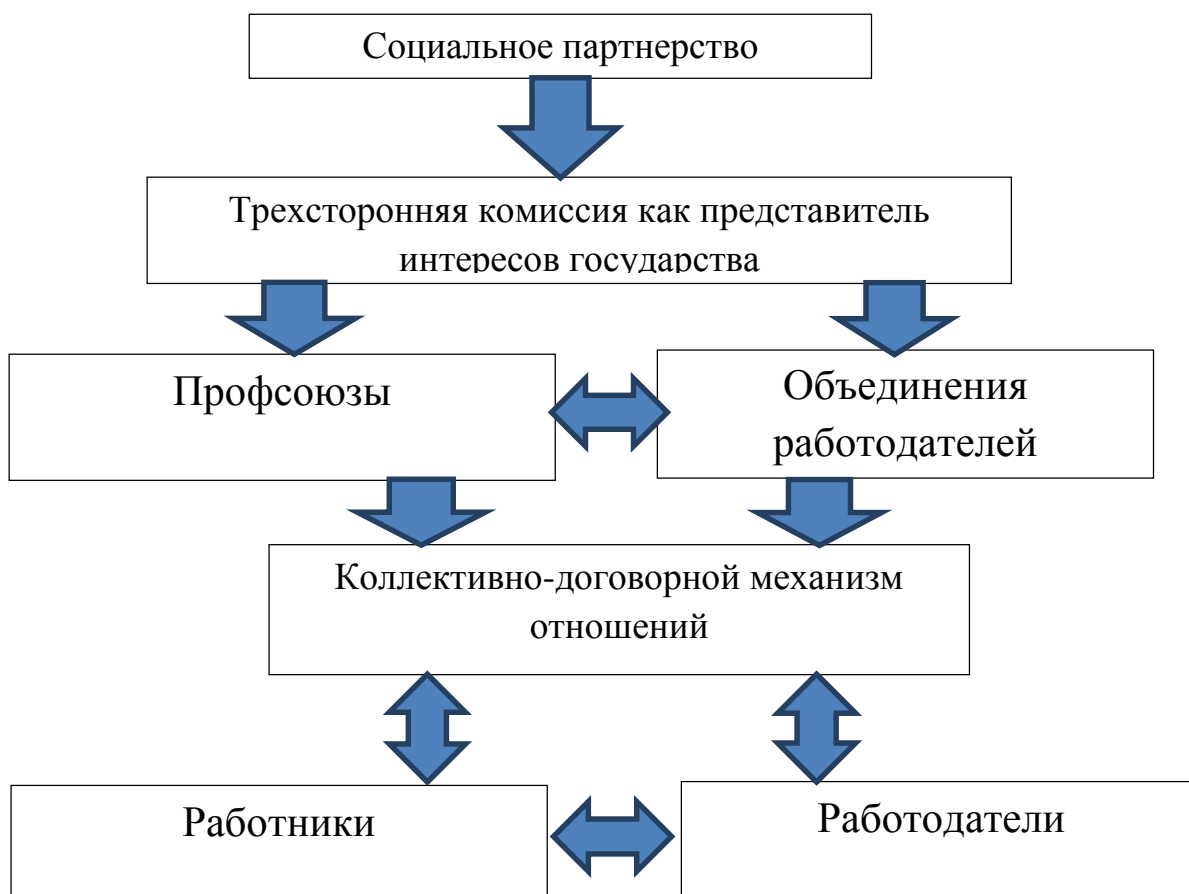 Социальное партнерство
Трехсторонняя комиссия как представитель
интересов государства
Профсоюзы
Объединения
работодателей
Коллективно-договорной механизм
отношений
Работники
Работодатели